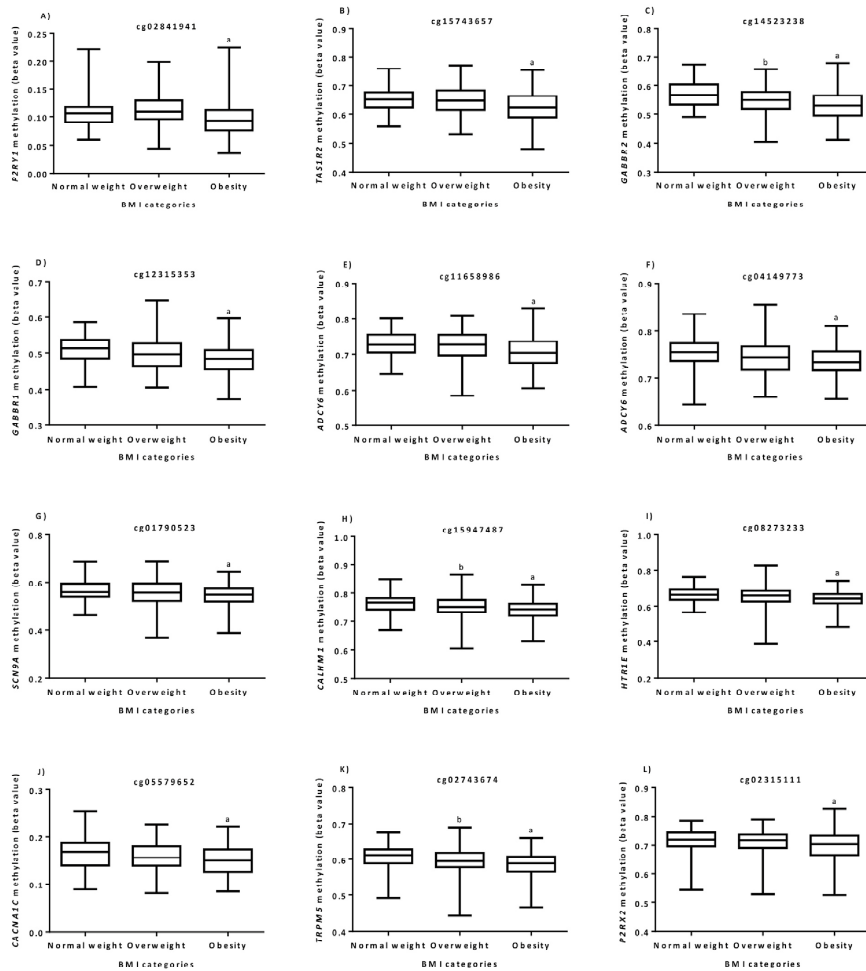 A)
cg02841941
a
P2RY1 methylation (beta value)
0.25
0.20
0.15
0.10
0.05
0.00
Normal weight Overweight Obesity
BMI categories
B)
cg15743657
a
TAS1R2 methylation (beta value)
0.9
0.8
0.7
0.6
0.5
0.4
Normal weight Overweight Obesity
BMI categories
C)
cg14523238
b
a
GABBR2 methylation (beta value)
0.8
0.7
0.6
0.5
0.4
0.3
Normal weight Overweight Obesity
BMI categories
D)
cg12315353
a
GABBR1 methylation (beta value)
0.7
0.6
0.5
0.4
0.3
Normal weight Overweight Obesity
BMI categories
E)
cg11658986
a
ADCY6 methylation (beta value)
0.9
0.8
0.7
0.6
0.5
Normal weight Overweight Obesity
BMI categories
F)
cg04149773
a
ADCY6 methylation (beta value)
0.9
0.8
0.7
0.6
Normal weight Overweight Obesity
BMI categories
G)
cg01790523
a
SCN9A methylation (beta value)
0.8
0.6
0.4
0.2
Normal weight Overweight Obesity
BMI categories
H)
cg15947487
b
a
CALHM1 methylation (beta value)
1.0
0.9
0.8
0.7
0.6
0.5
Normal weight Overweight Obesity
BMI categories
I)
cg08273233
a
HTR1E methylation (beta value)
1.0
0.8
0.6
0.4
0.2
Normal weight Overweight Obesity
BMI categories
J)
cg05579652
a
CACNA1C methylation (beta value)
0.3
0.2
0.1
0.0
Normal weight Overweight Obesity
BMI categories
K)
cg02743674
b
a
TRPM5 methylation (beta value)
0.8
0.7
0.6
0.5
0.4
Normal weight Overweight Obesity
BMI categories
L)
cg02315111
a
P2RX2 methylation (beta value)
0.9
0.8
0.7
0.6
0.5
0.4
Normal weight Overweight Obesity
BMI categories